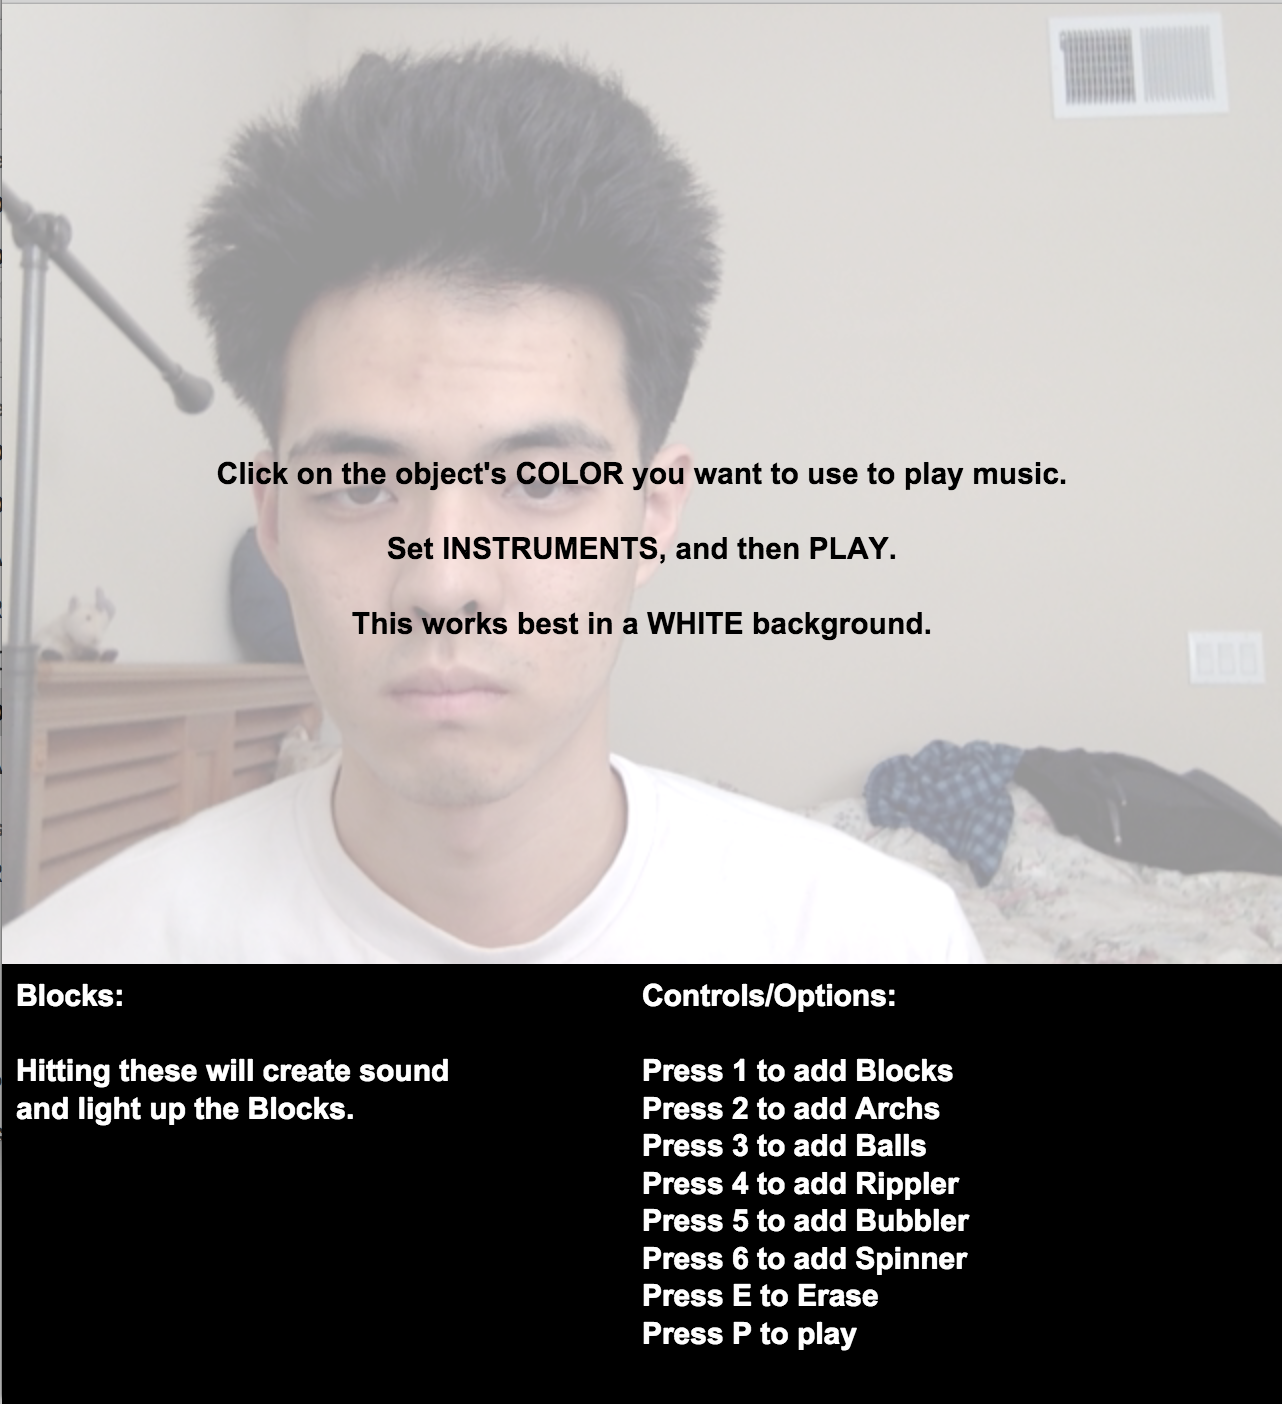 Click on the object's COLOR you want to use to play music.
Set INSTRUMENTS, and then PLAY.
This works best in a WHITE background.
Blocks:
Hitting these will create sound
and light up the Blocks.
Controls/Options:
Press 1 to add Blocks
Press 2 to add Archs
Press 3 to add Balls
Press 4 to add Rippler
Press 5 to add Bubbler
Press 6 to add Spinner
Press E to Erase
Press P to play